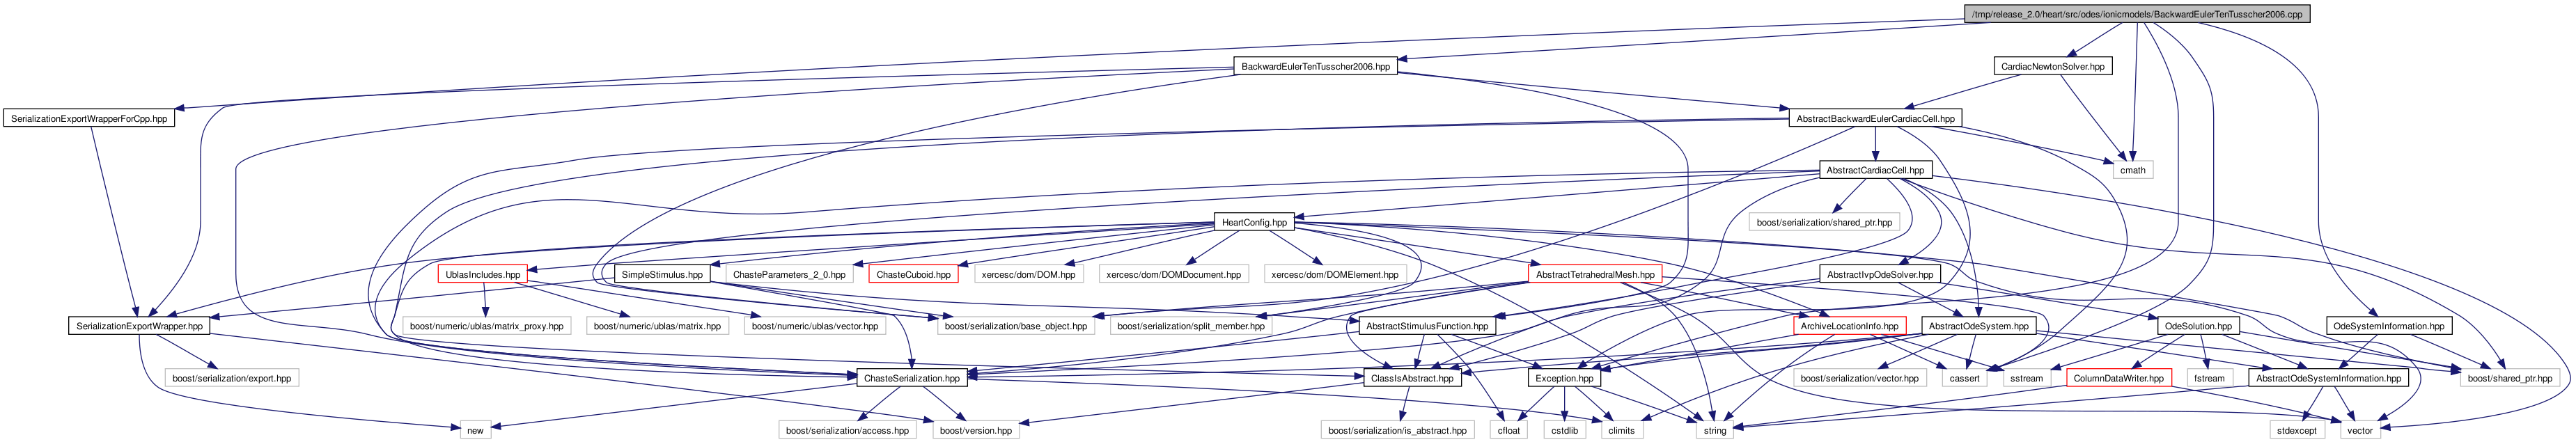 /tmp/release_2.0/heart/src/odes/ionicmodels/BackwardEulerTenTusscher2006.cpp
BackwardEulerTenTusscher2006.hpp
CardiacNewtonSolver.hpp
SerializationExportWrapperForCpp.hpp
AbstractBackwardEulerCardiacCell.hpp
AbstractCardiacCell.hpp
cmath
HeartConfig.hpp
boost/serialization/shared_ptr.hpp
UblasIncludes.hpp
SimpleStimulus.hpp
ChasteParameters_2_0.hpp
ChasteCuboid.hpp
xercesc/dom/DOM.hpp
xercesc/dom/DOMDocument.hpp
xercesc/dom/DOMElement.hpp
AbstractTetrahedralMesh.hpp
AbstractIvpOdeSolver.hpp
SerializationExportWrapper.hpp
boost/numeric/ublas/matrix_proxy.hpp
boost/numeric/ublas/matrix.hpp
boost/numeric/ublas/vector.hpp
boost/serialization/base_object.hpp
boost/serialization/split_member.hpp
AbstractStimulusFunction.hpp
ArchiveLocationInfo.hpp
AbstractOdeSystem.hpp
OdeSolution.hpp
OdeSystemInformation.hpp
boost/serialization/export.hpp
ChasteSerialization.hpp
ClassIsAbstract.hpp
Exception.hpp
boost/serialization/vector.hpp
cassert
sstream
ColumnDataWriter.hpp
fstream
AbstractOdeSystemInformation.hpp
boost/shared_ptr.hpp
new
boost/serialization/access.hpp
boost/version.hpp
boost/serialization/is_abstract.hpp
cfloat
cstdlib
climits
string
stdexcept
vector